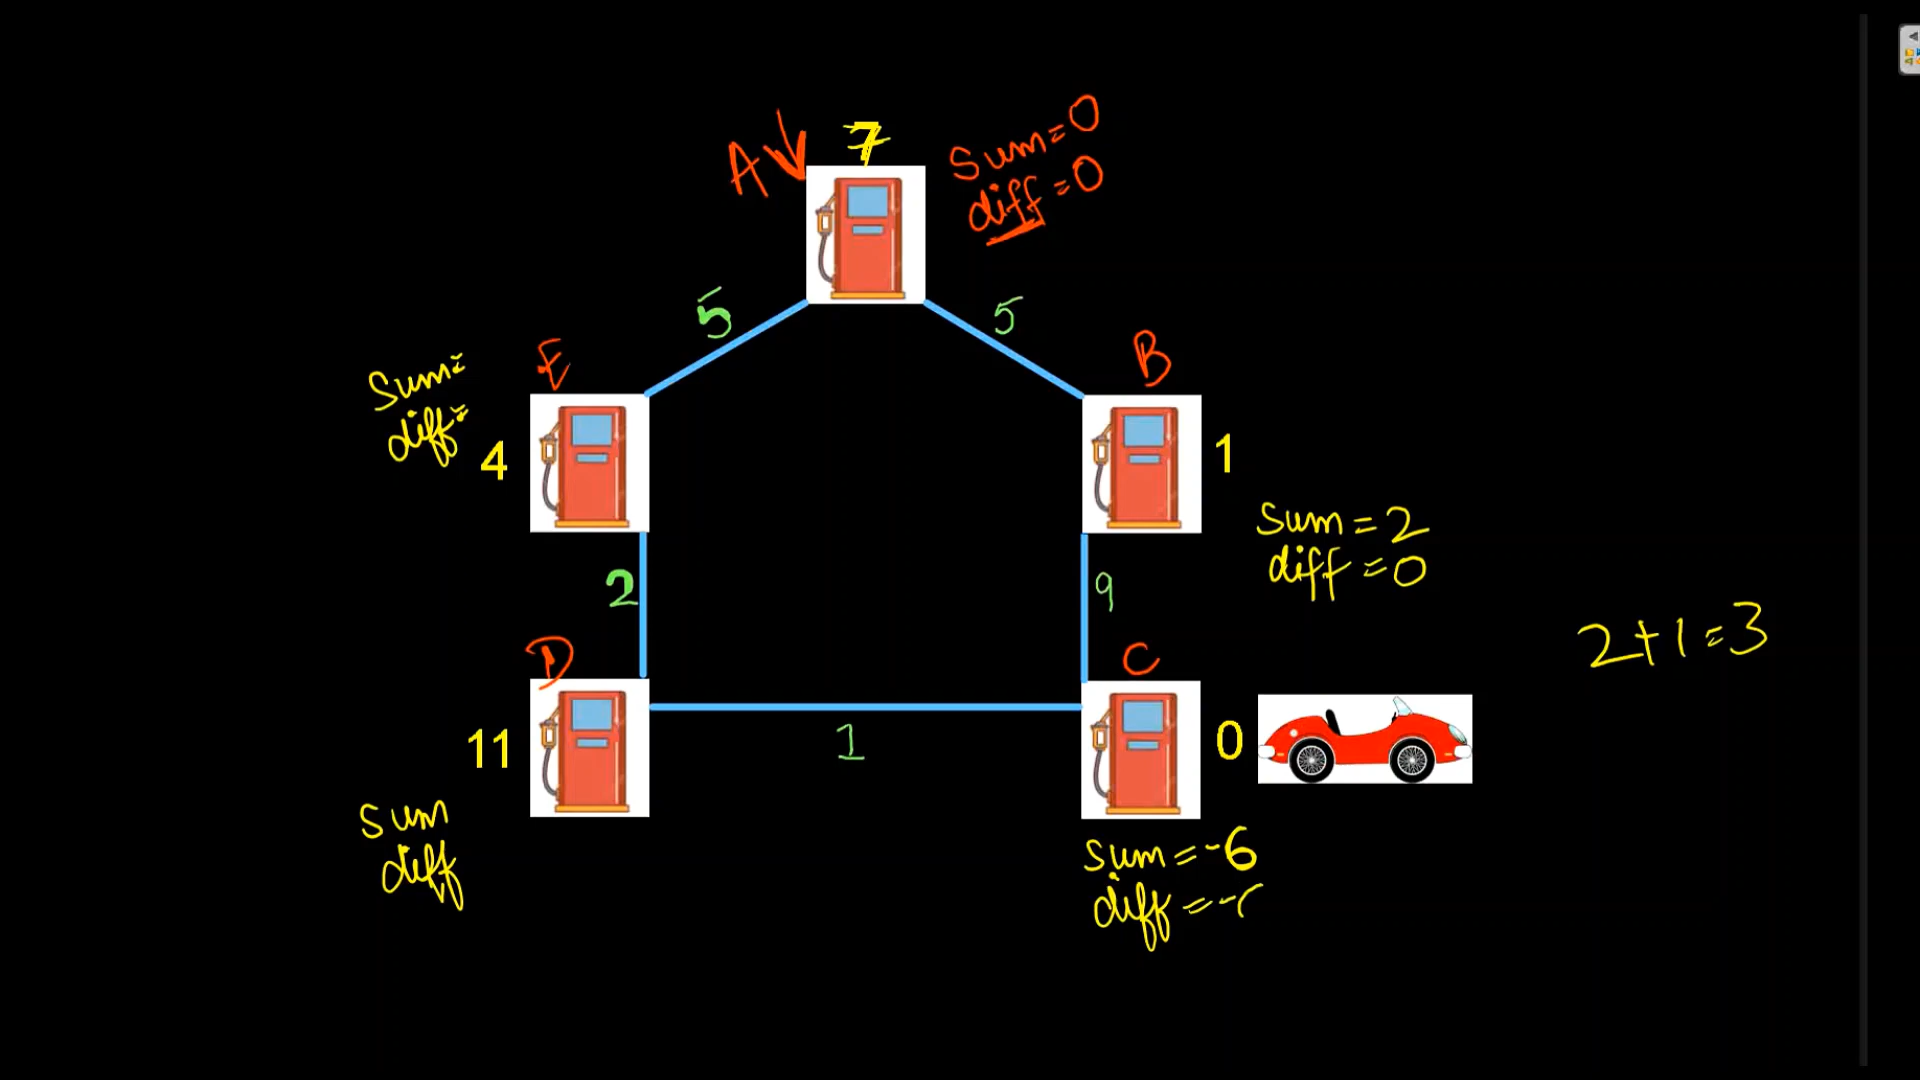 7
A
sum=0
diff=0
5
5
E
B
sum=
diff=
4
1
sum=2
diff=0
2
9
2+1=3
D
C
11
1
0
sum
diff
sum=-6
diff=-